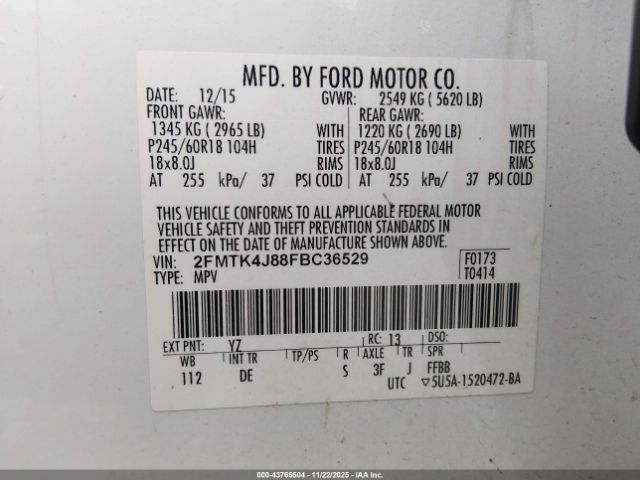 MFD. BY FORD MOTOR CO.
DATE: 12/15 GVWR: 2549 KG ( 5620 LB)
FRONT GAWR: REAR GAWR:
1345 KG ( 2965 LB) WITH 1220 KG ( 2690 LB) WITH
P245/60R18 104H TIRES P245/60R18 104H TIRES
18x8.0J RIMS 18x8.0J RIMS
AT 255 kPa/ 37 PSI COLD AT 255 kPa/ 37 PSI COLD
THIS VEHICLE CONFORMS TO ALL APPLICABLE FEDERAL MOTOR
VEHICLE SAFETY AND THEFT PREVENTION STANDARDS IN
EFFECT ON THE DATE OF MANUFACTURE SHOWN ABOVE.
VIN: 2FMTK4J88FBC36529 F0173
TYPE: MPV T0414
EXT PNT: YZ RC: 13 DSO:
WB INT TR TP/PS R AXLE TR SPR
112 DE S 3F J FFBB
UTC ▽5U5A-1520472-BA
000-43765504 - 11/22/2025 - IAAI.com